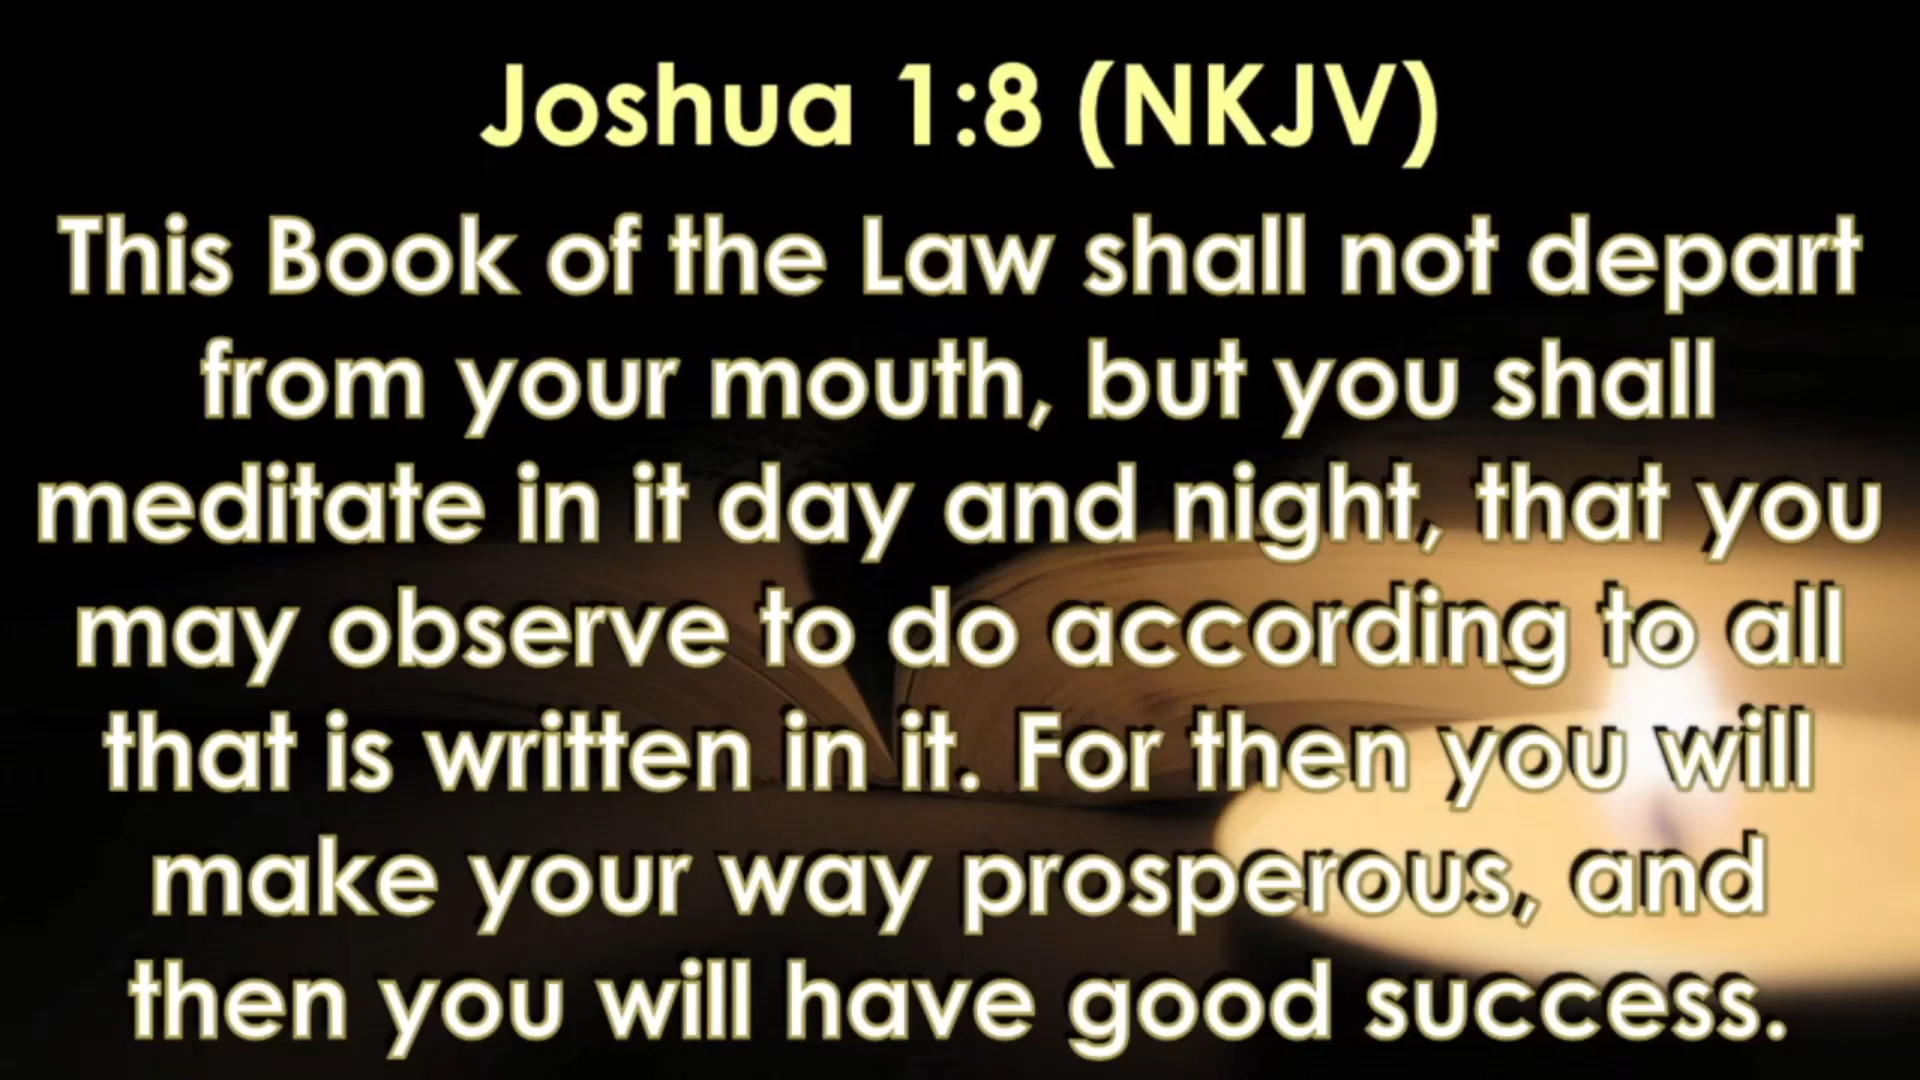 Joshua 1:8 (NKJV)
This Book of the Law shall not depart
from your mouth, but you shall
meditate in it day and night, that you
may observe to do according to all
that is written in it. For then you will
make your way prosperous, and
then you will have good success.